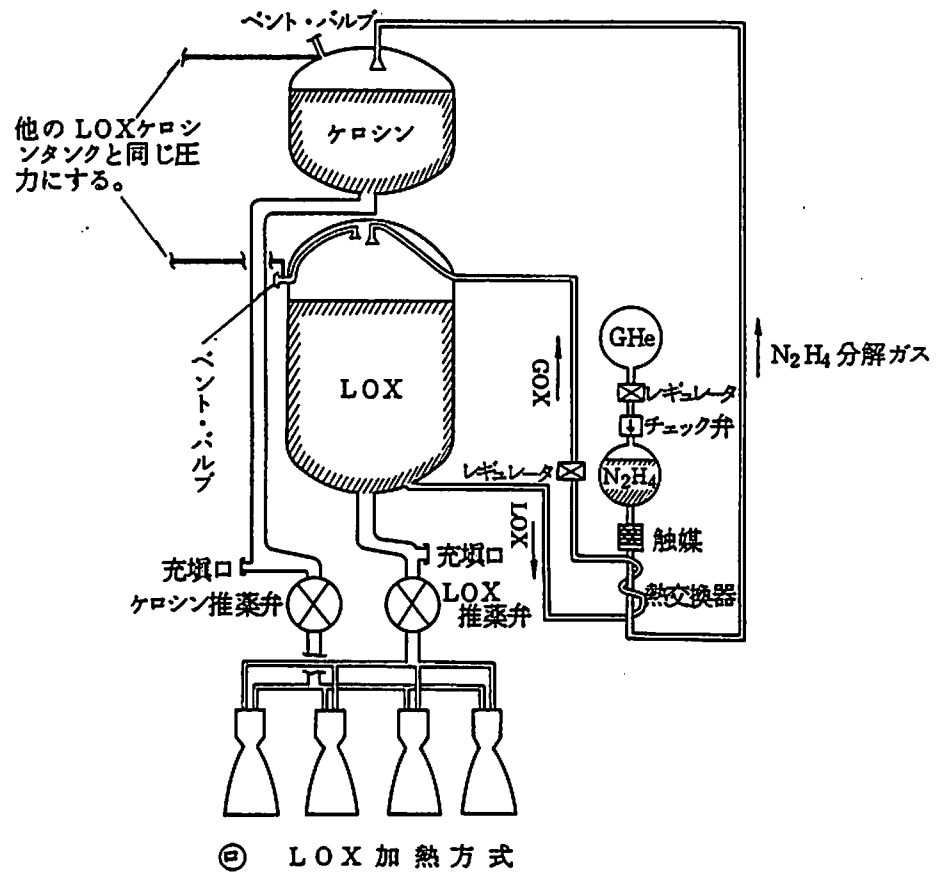 ベント・バルブ
ケロシン
他のLOXケロシ
ンタンクと同じ圧
力にする。
ベント・バルブ
LOX
GOX
GHe
レギュレータ
チェック弁
N₂H₄分解ガス
レギュレータ
N₂H₄
LOX
触媒
熱交換器
充塡口
ケロシン推薬弁
充塡口
LOX
推薬弁
㋺ LOX加熱方式